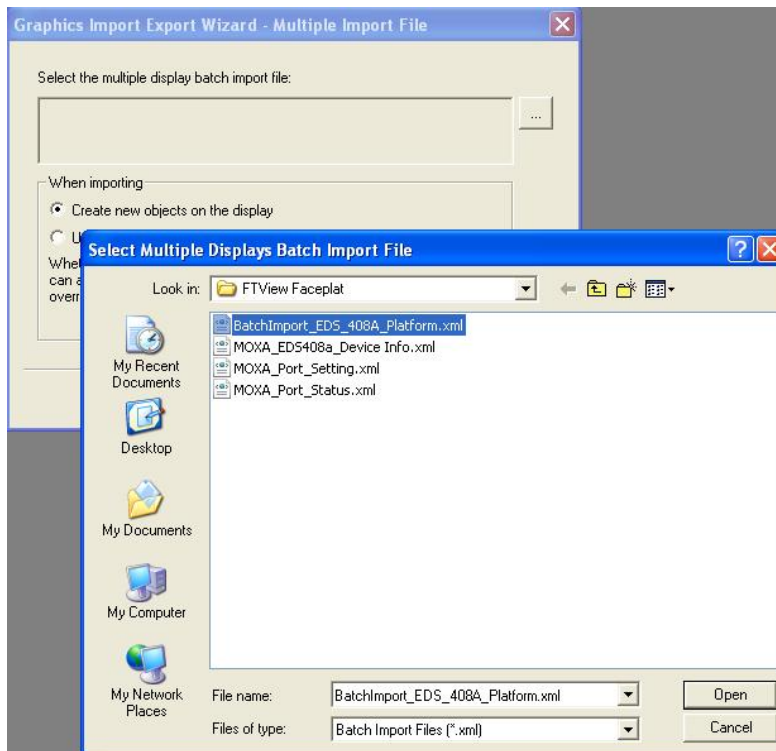 Graphics Import Export Wizard - Multiple Import File
Select the multiple display batch import file:
...
When importing
Create new objects on the display
U
Whet
can a
overr
Select Multiple Displays Batch Import File
Look in:
FTView Faceplat
BatchImport_EDS_408A_Platform.xml
MOXA_EDS408a_Device Info.xml
MOXA_Port_Setting.xml
MOXA_Port_Status.xml
My Recent
Documents
Desktop
My Documents
My Computer
My Network
Places
File name:
BatchImport_EDS_408A_Platform.xml
Open
Files of type:
Batch Import Files (*.xml)
Cancel